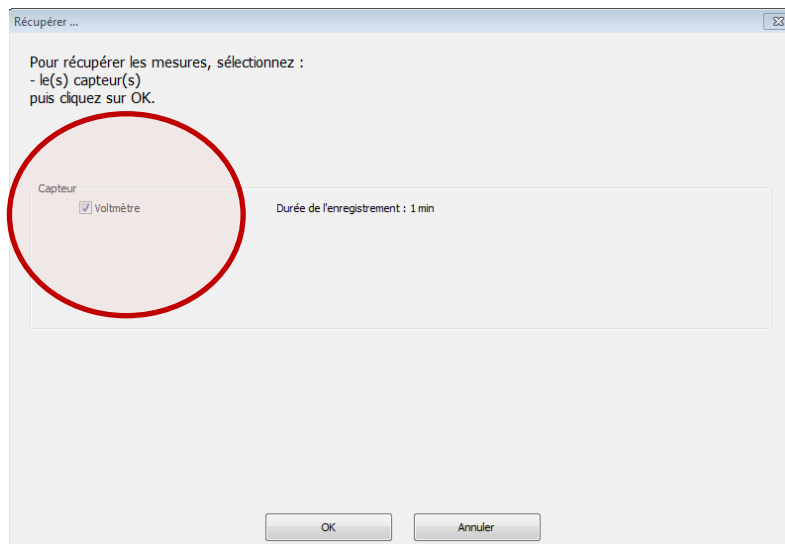 Récupérer ...
Pour récupérer les mesures, sélectionnez :
- le(s) capteur(s)
puis cliquez sur OK.
Capteur
Voltmètre
Durée de l'enregistrement : 1 min
OK
Annuler